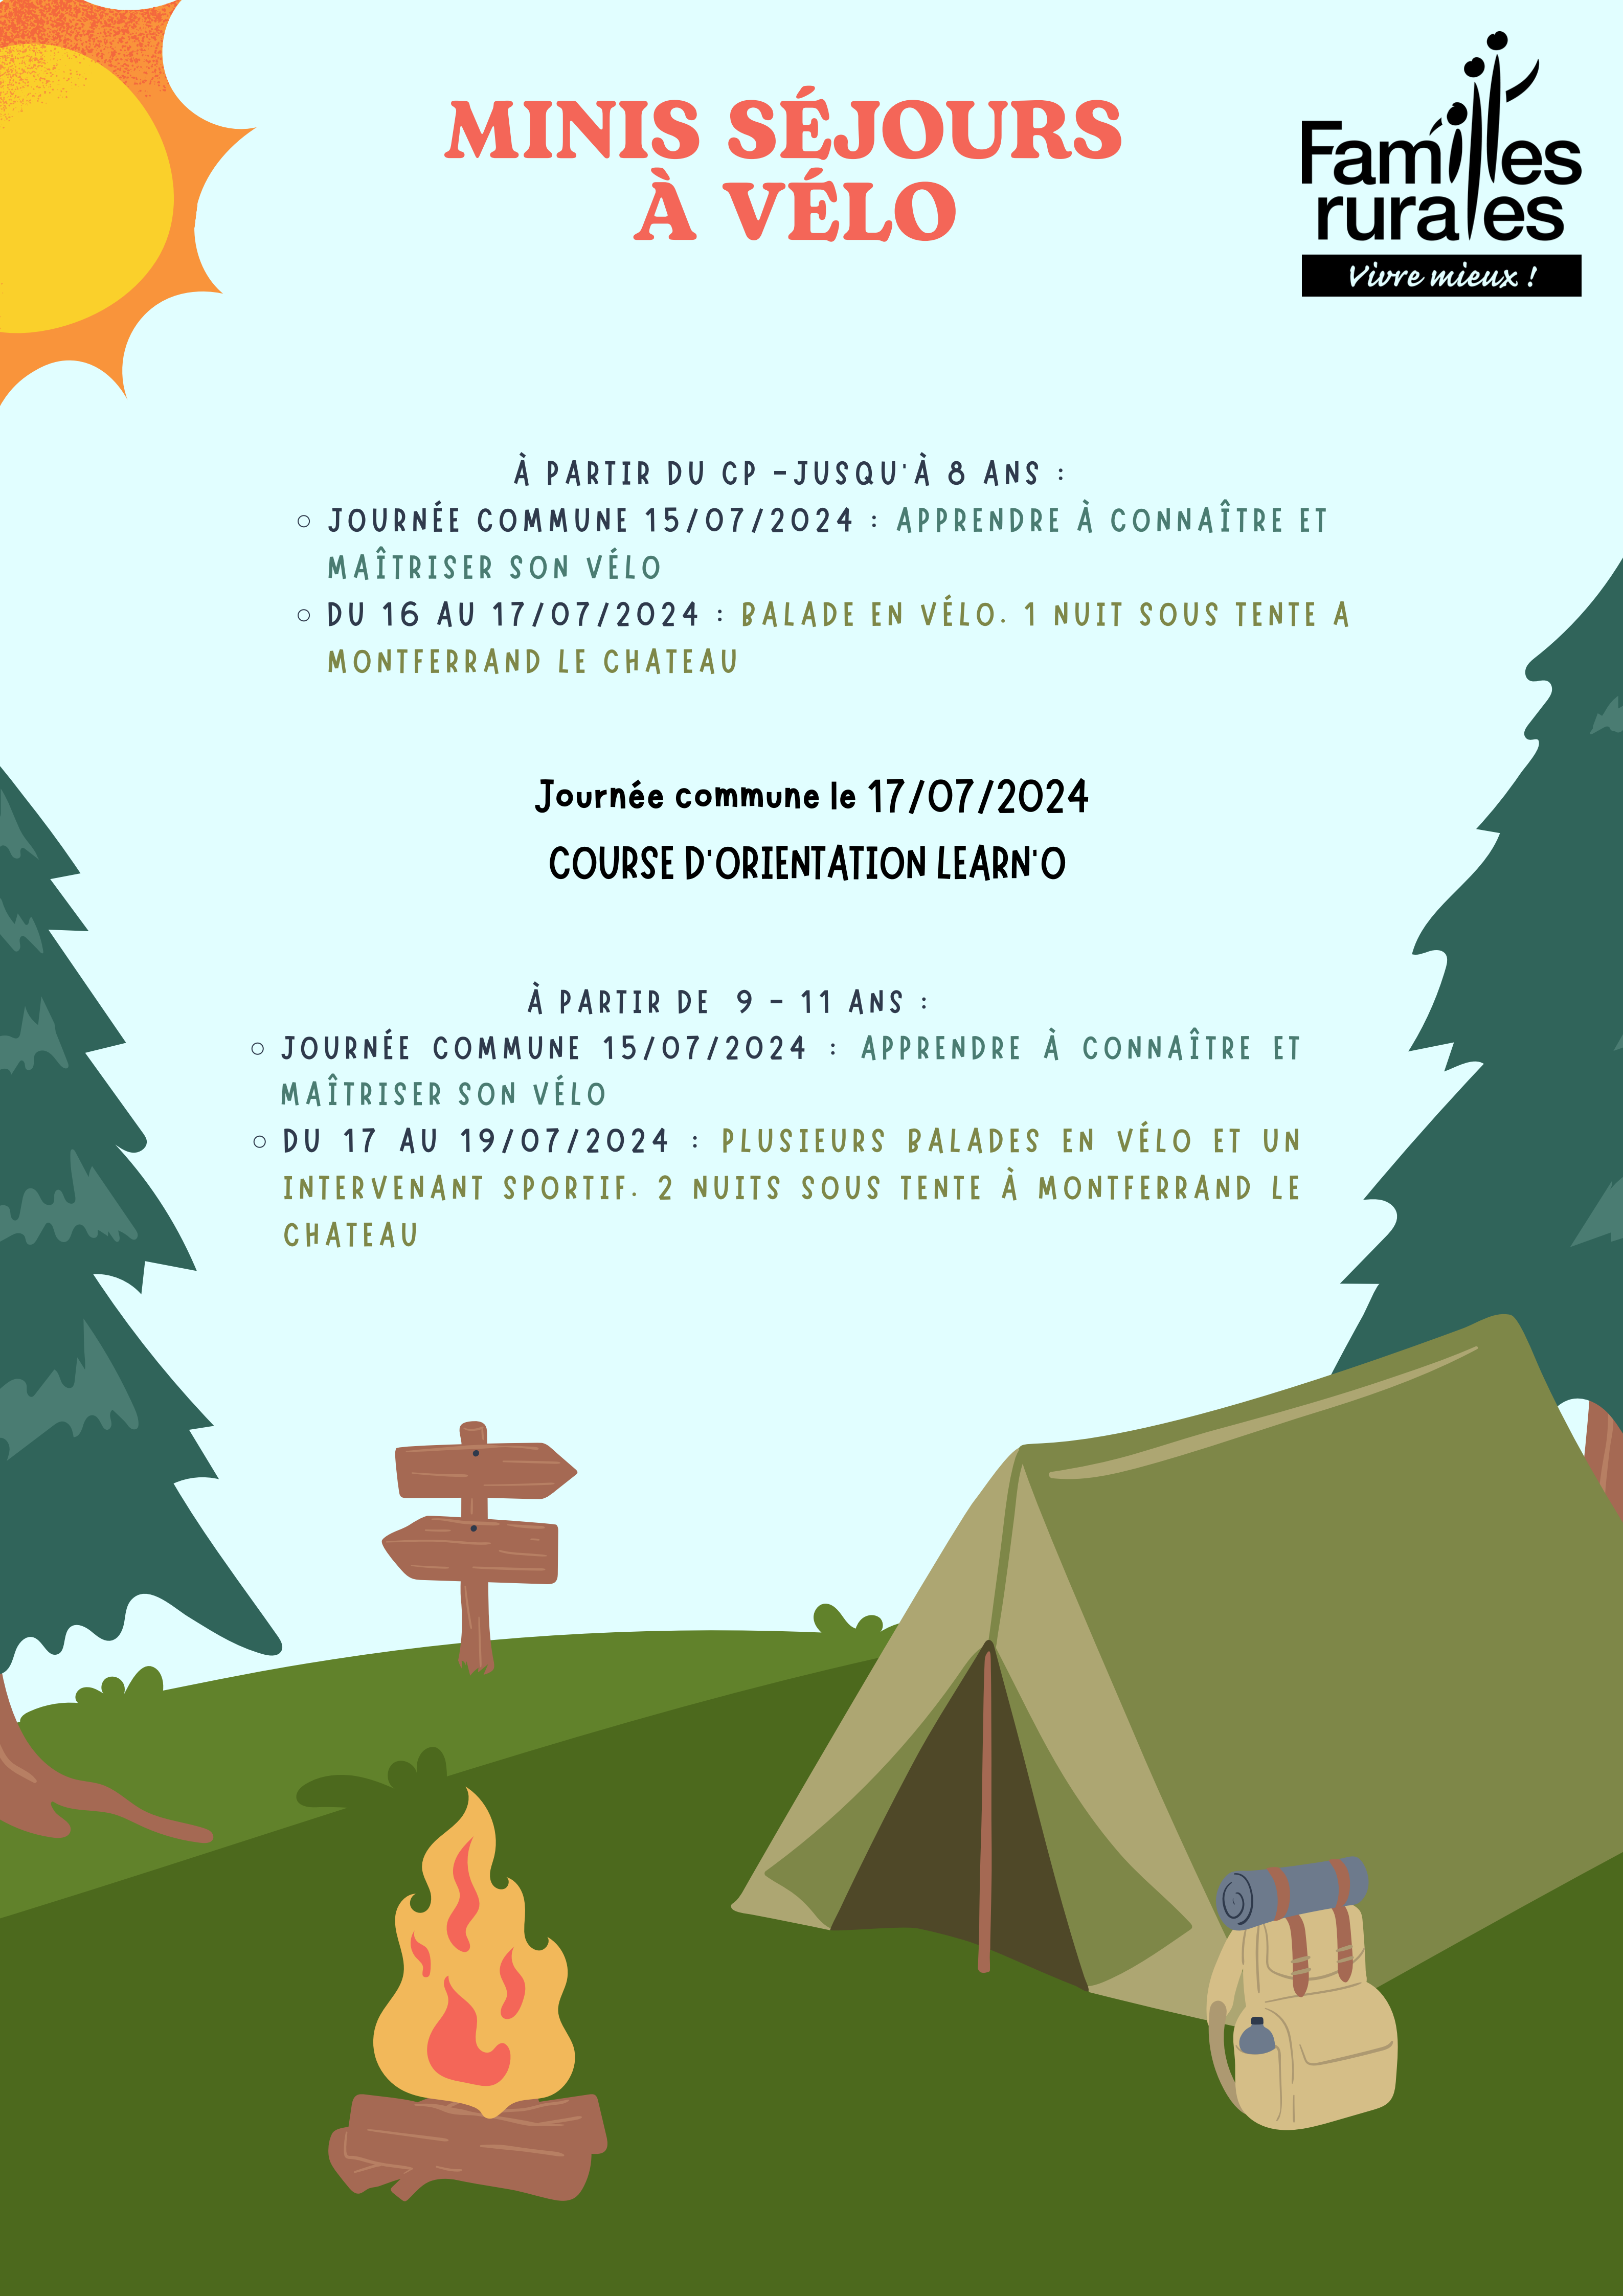 MINIS SÉJOURS
À VÉLO
Familles
rurales
Vivre mieux !
À PARTIR DU CP -JUSQU'À 8 ANS :
JOURNÉE COMMUNE 15/07/2024 : APPRENDRE À CONNAÎTRE ET
MAÎTRISER SON VÉLO
DU 16 AU 17/07/2024 : BALADE EN VÉLO. 1 NUIT SOUS TENTE A
MONTFERRAND LE CHATEAU
Journée commune le 17/07/2024
COURSE D'ORIENTATION LEARN'O
À PARTIR DE 9 - 11 ANS :
JOURNÉE COMMUNE 15/07/2024 : APPRENDRE À CONNAÎTRE ET
MAÎTRISER SON VÉLO
DU 17 AU 19/07/2024 : PLUSIEURS BALADES EN VÉLO ET UN
INTERVENANT SPORTIF. 2 NUITS SOUS TENTE À MONTFERRAND LE
CHATEAU